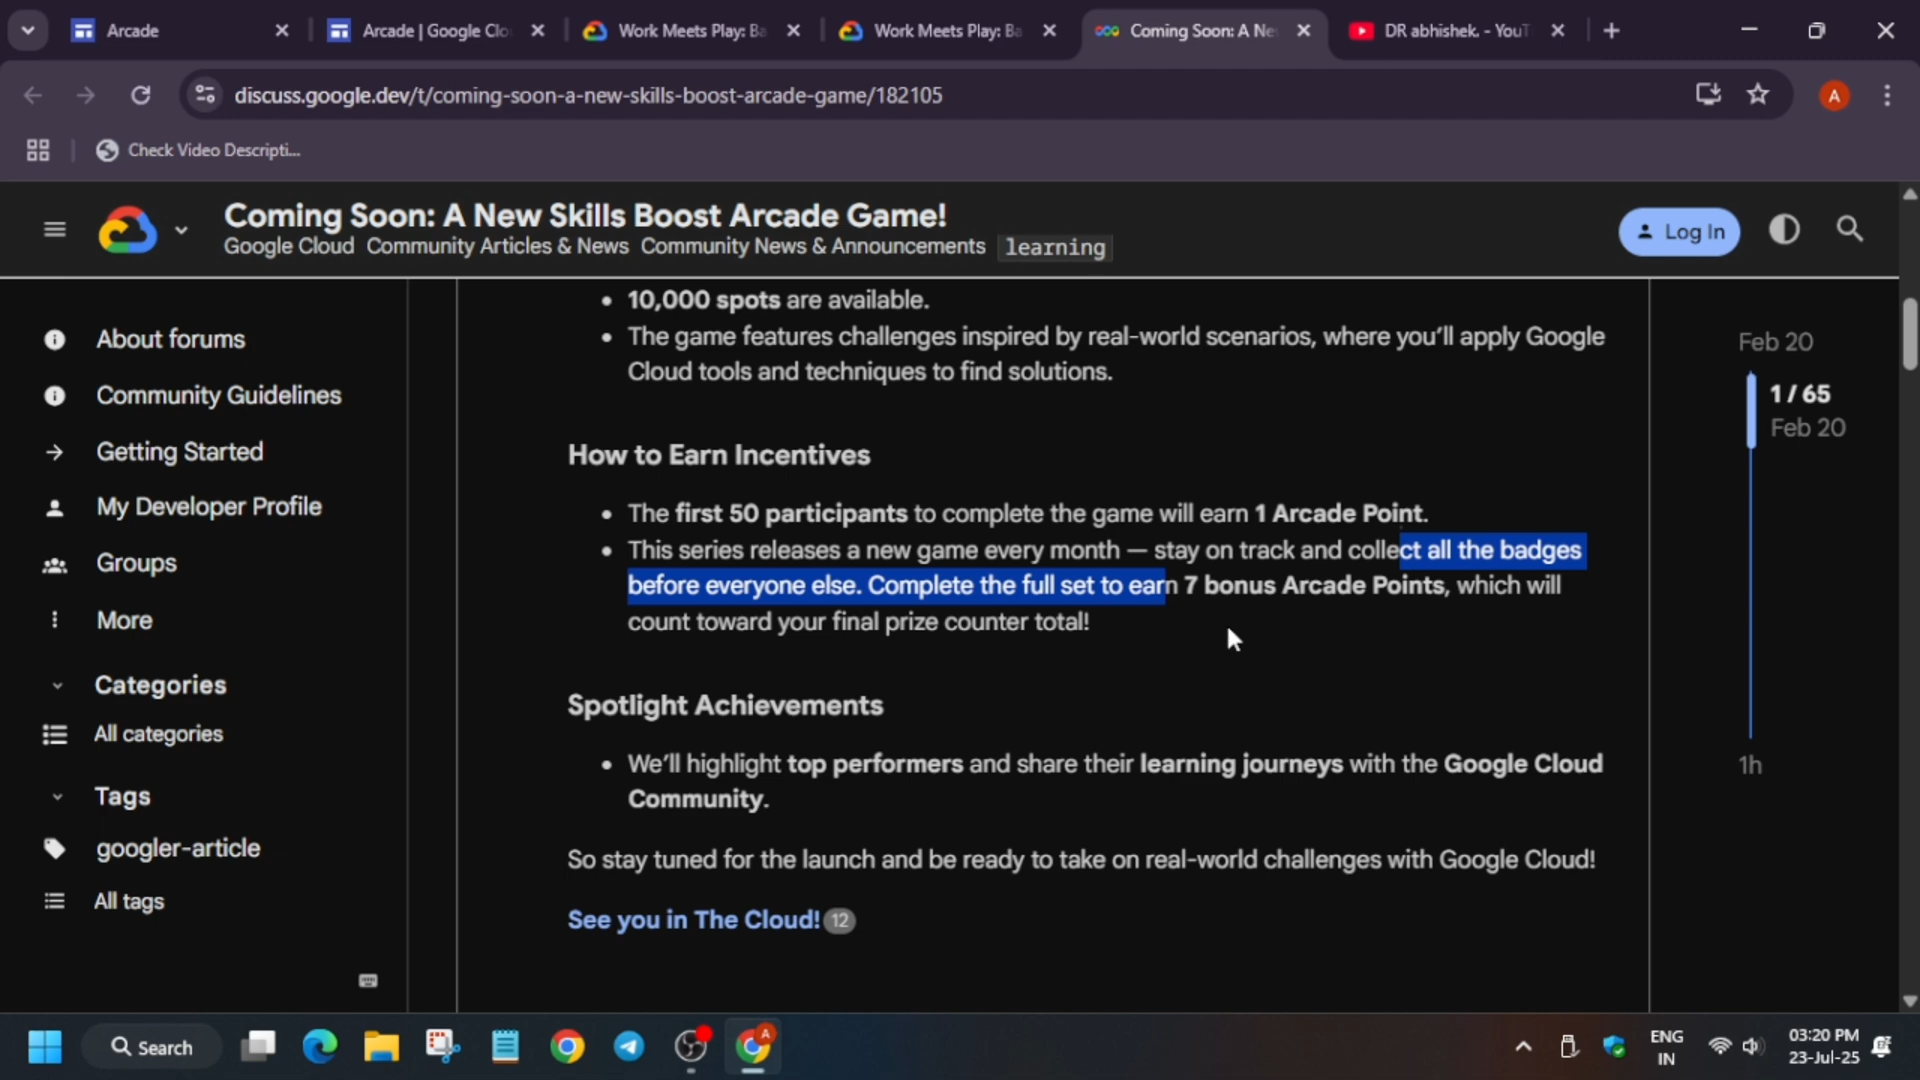 Arcade
Arcade | Google Clo
Work Meets Play: Ba
Work Meets Play: Ba
Coming Soon: A Ne
DR abhishek. - YouT
discuss.google.dev/t/coming-soon-a-new-skills-boost-arcade-game/182105
A
Check Video Descripti...
Coming Soon: A New Skills Boost Arcade Game!
Google Cloud Community Articles & News Community News & Announcements learning
Log In
About forums
Community Guidelines
Getting Started
My Developer Profile
Groups
More
Categories
All categories
Tags
googler-article
All tags
10,000 spots are available.
The game features challenges inspired by real-world scenarios, where you'll apply Google
Cloud tools and techniques to find solutions.
How to Earn Incentives
The first 50 participants to complete the game will earn 1 Arcade Point.
This series releases a new game every month — stay on track and collect all the badges
before everyone else. Complete the full set to earn 7 bonus Arcade Points, which will
count toward your final prize counter total!
Spotlight Achievements
We'll highlight top performers and share their learning journeys with the Google Cloud
Community.
So stay tuned for the launch and be ready to take on real-world challenges with Google Cloud!
See you in The Cloud! 12
Feb 20
1 / 65
Feb 20
1h
Search
A
ENG
IN
03:20 PM
23-Jul-25